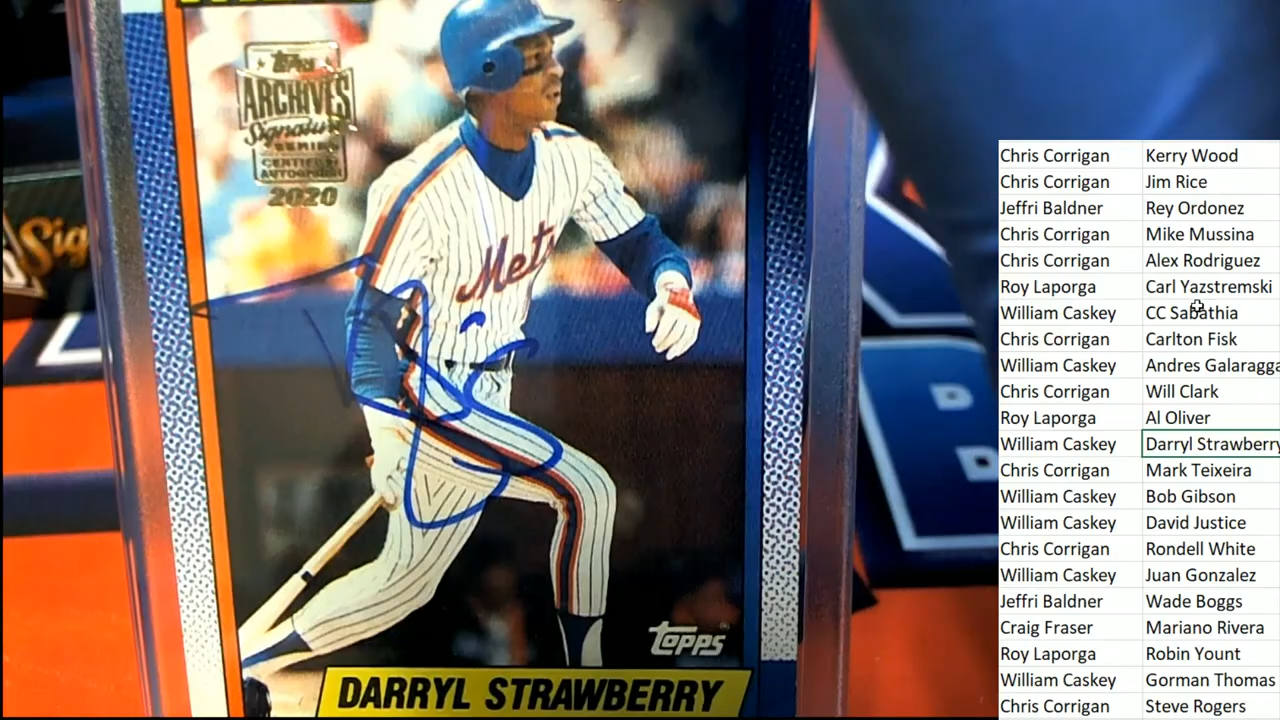 Topps
ARCHIVES
Signature
SERIES
CERTIFIED
AUTOGRAPH
2020
Sig
Mets
topps
DARRYL STRAWBERRY
Chris Corrigan Kerry Wood
Chris Corrigan Jim Rice
Jeffri Baldner Rey Ordonez
Chris Corrigan Mike Mussina
Chris Corrigan Alex Rodriguez
Roy Laporga Carl Yazstremski
William Caskey CC Sabathia
Chris Corrigan Carlton Fisk
William Caskey Andres Galaragga
Chris Corrigan Will Clark
Roy Laporga Al Oliver
William Caskey Darryl Strawberry
Chris Corrigan Mark Teixeira
William Caskey Bob Gibson
William Caskey David Justice
Chris Corrigan Rondell White
William Caskey Juan Gonzalez
Jeffri Baldner Wade Boggs
Craig Fraser Mariano Rivera
Roy Laporga Robin Yount
William Caskey Gorman Thomas
Chris Corrigan Steve Rogers